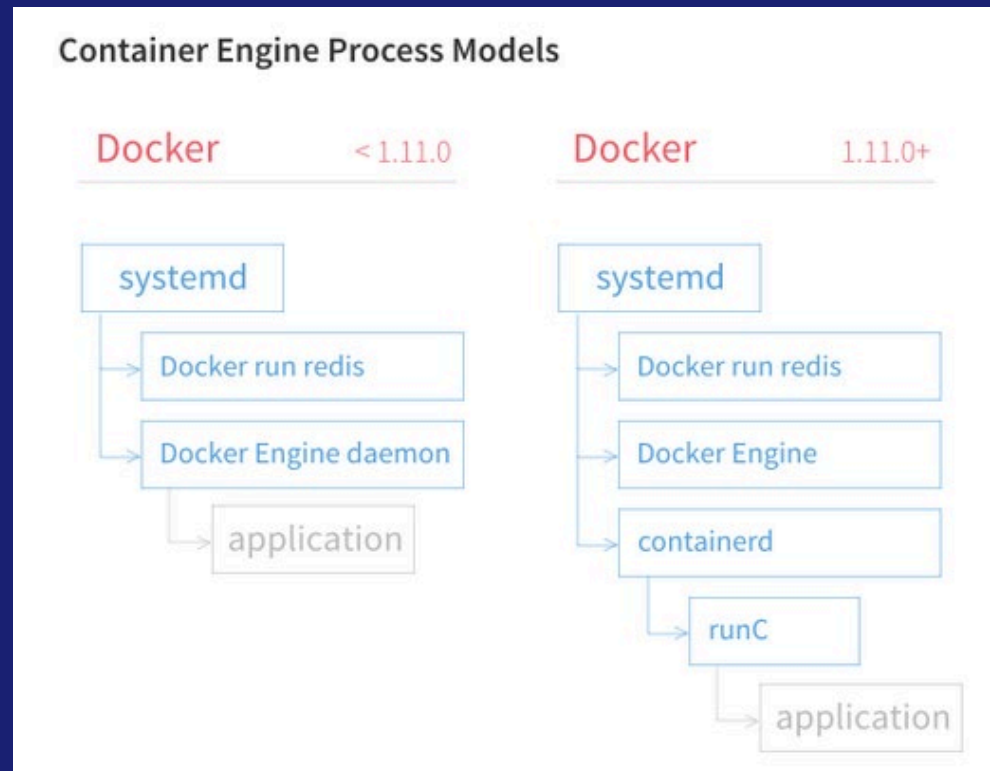 Container Engine Process Models
Docker < 1.11.0
systemd
Docker run redis
Docker Engine daemon
application
Docker 1.11.0+
systemd
Docker run redis
Docker Engine
containerd
runC
application